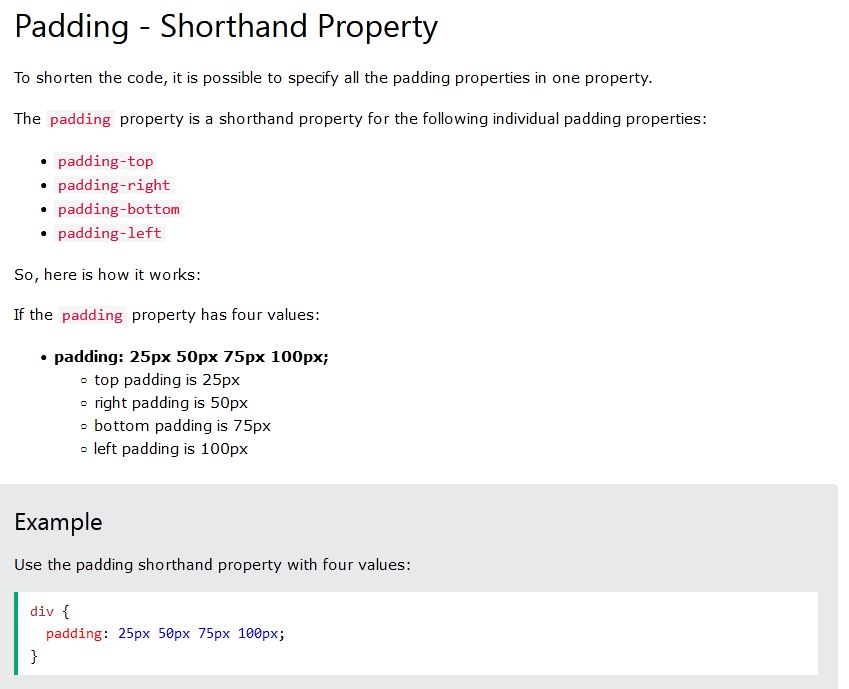 Padding - Shorthand Property
To shorten the code, it is possible to specify all the padding properties in one property.
The padding property is a shorthand property for the following individual padding properties:
• padding-top
• padding-right
• padding-bottom
• padding-left
So, here is how it works:
If the padding property has four values:
• padding: 25px 50px 75px 100px;
◦ top padding is 25px
◦ right padding is 50px
◦ bottom padding is 75px
◦ left padding is 100px
Example
Use the padding shorthand property with four values:
div {
  padding: 25px 50px 75px 100px;
}